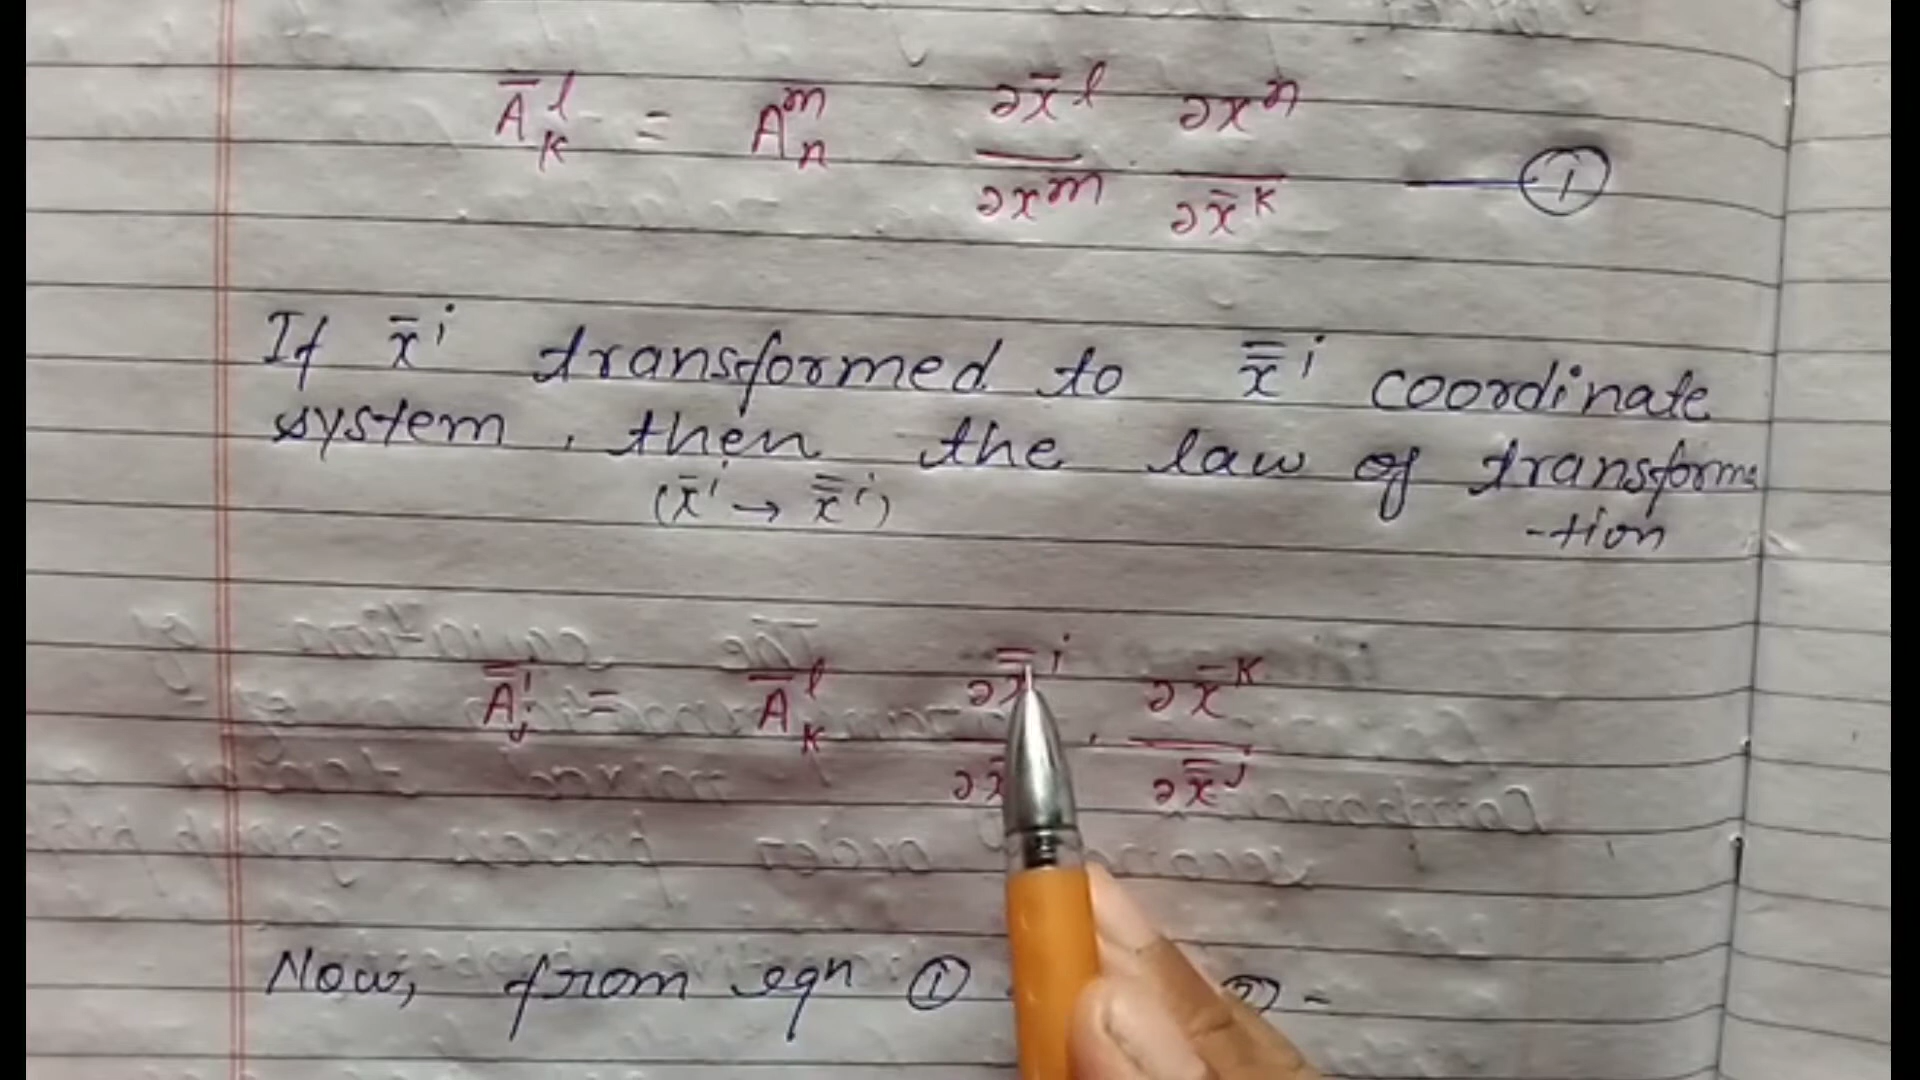 Ā^l_k = A^m_n ∂x̄^l/∂x^m · ∂x^n/∂x̄^k —— ①
If x̄^i transformed to x̿^i coordinate
system, then the law of transforma
(x̄^i → x̿^i)
-tion
A̿^i_j = Ā^l_k ∂x̿^i/∂x̄ · ∂x̄^k/∂x̿^j
Now, from eqn ① ② -